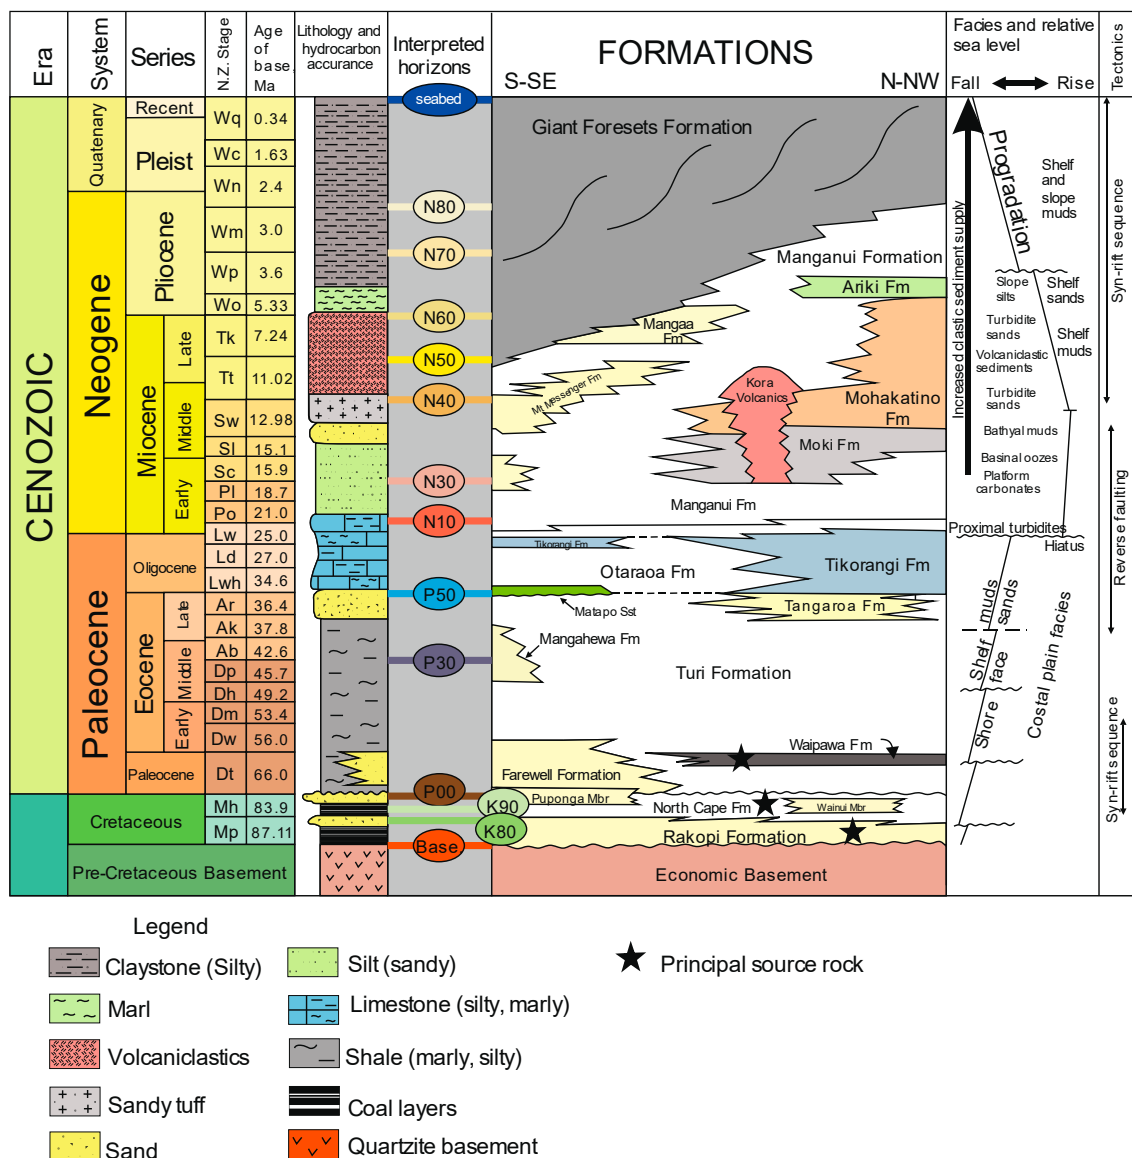 Era
System
Series
N.Z. Stage
Age
of
base,
Ma
Lithology and
hydrocarbon
accurance
Interpreted
horizons
FORMATIONS
S-SE
N-NW
Facies and relative
sea level
Fall
Rise
Tectonics
CENOZOIC
Quatenary
Neogene
Paleocene
Cretaceous
Pre-Cretaceous Basement
Recent
Pleist
Pliocene
Miocene
Late
Middle
Early
Oligocene
Eocene
Late
Middle
Early
Paleocene
Wq 0.34
Wc 1.63
Wn 2.4
Wm 3.0
Wp 3.6
Wo 5.33
Tk 7.24
Tt 11.02
Sw 12.98
Sl 15.1
Sc 15.9
Pl 18.7
Po 21.0
Lw 25.0
Ld 27.0
Lwh 34.6
Ar 36.4
Ak 37.8
Ab 42.6
Dp 45.7
Dh 49.2
Dm 53.4
Dw 56.0
Dt 66.0
Mh 83.9
Mp 87.11
seabed
N80
N70
N60
N50
N40
N30
N10
P50
P30
P00
K90
K80
Base
Giant Foresets Formation
Manganui Formation
Ariki Fm
Mangaa
Fm
Mt Messenger Fm
Kora
Volcanics
Mohakatino
Fm
Moki Fm
Manganui Fm
Tikorangi Fm
Otaraoa Fm
Tikorangi Fm
Matapo Sst
Tangaroa Fm
Mangahewa Fm
Turi Formation
Waipawa Fm
Farewell Formation
Puponga Mbr
North Cape Fm
Wainui Mbr
Rakopi Formation
Economic Basement
Increased clastic sediment supply
Progradation
Shelf
and
slope
muds
Slope
silts
Shelf
sands
Turbidite
sands
Shelf
muds
Volcanidastic
sediments
Turbidite
sands
Bathyal muds
Basinal oozes
Platform
carbonates
Proximal turbidites
Hiatus
Shelf muds
sands
Shore face
Costal plain facies
Syn-rift sequence
Reverse faulting
Syn-rift sequence
Legend
Claystone (Silty)
Marl
Volcaniclastics
Sandy tuff
Sand
Silt (sandy)
Limestone (silty, marly)
Shale (marly, silty)
Coal layers
Quartzite basement
Principal source rock